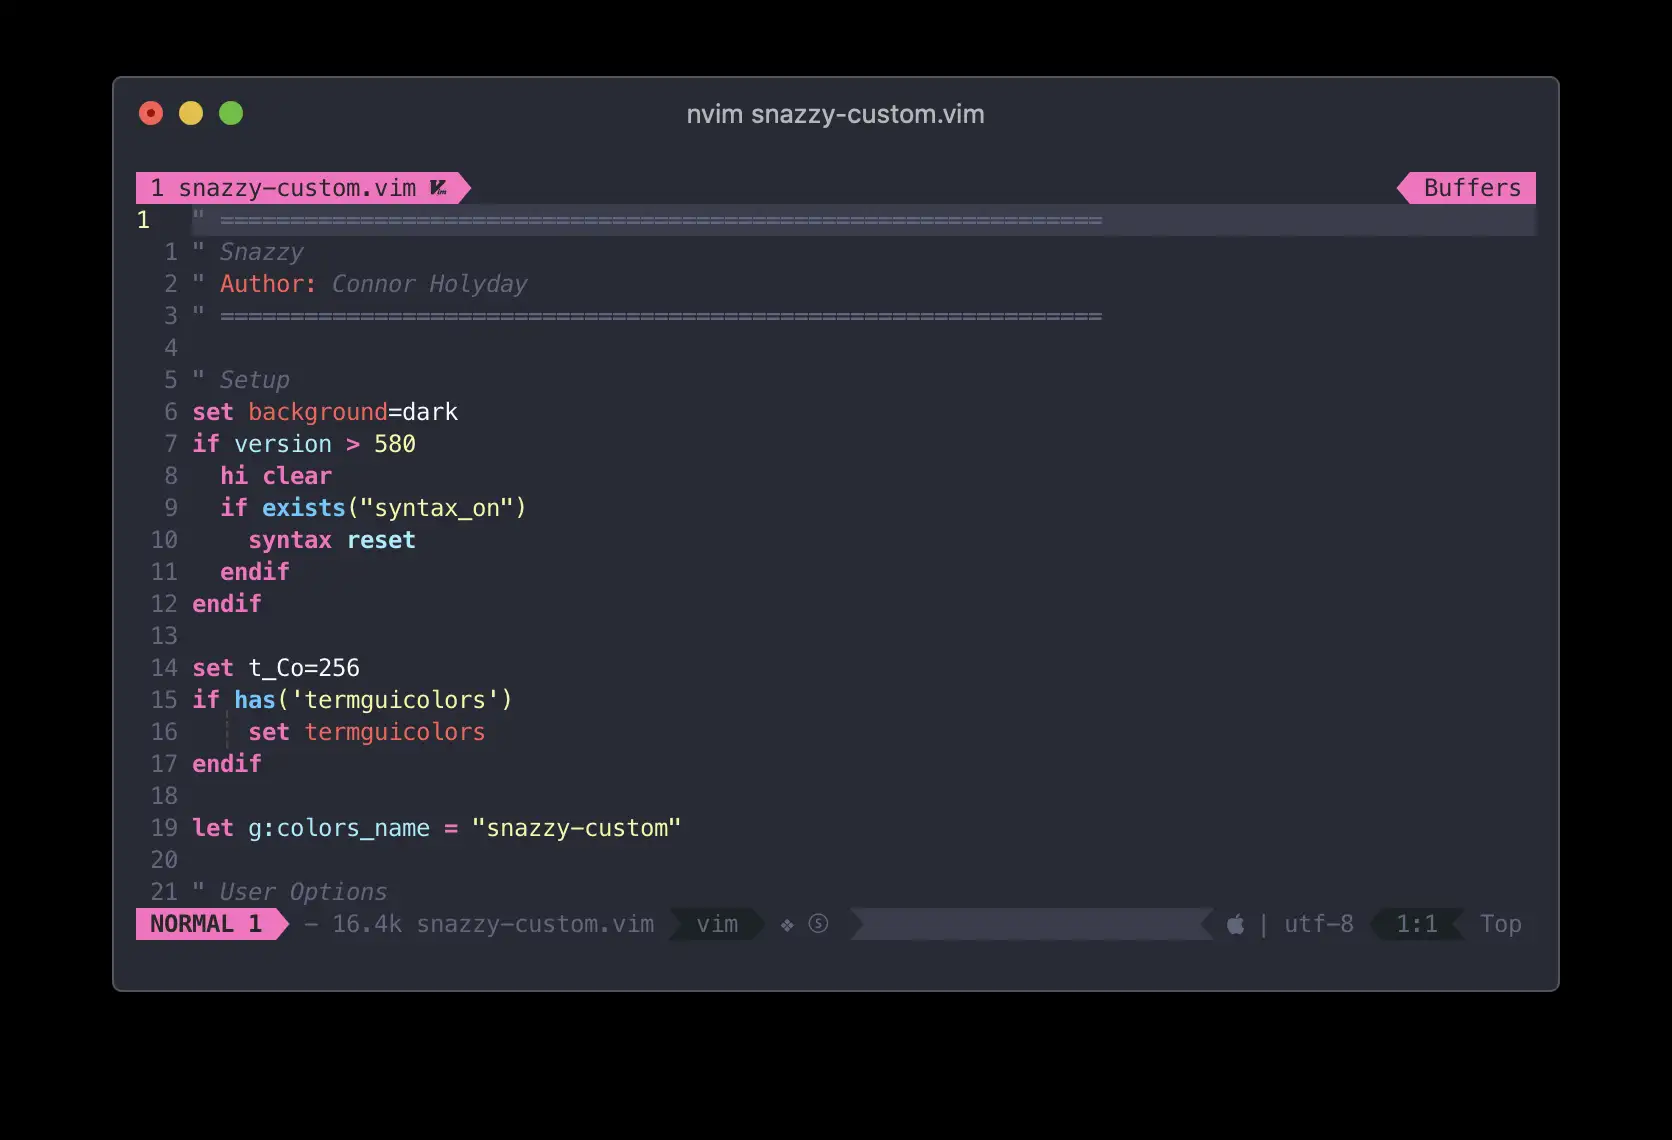 nvim snazzy-custom.vim
1 snazzy-custom.vim Buffers
1 " ===============================================================
1 " Snazzy
2 " Author: Connor Holyday
3 " ===============================================================
4
5 " Setup
6 set background=dark
7 if version > 580
8   hi clear
9   if exists("syntax_on")
10     syntax reset
11   endif
12 endif
13
14 set t_Co=256
15 if has('termguicolors')
16     set termguicolors
17 endif
18
19 let g:colors_name = "snazzy-custom"
20
21 " User Options
NORMAL 1 - 16.4k snazzy-custom.vim vim ❖ Ⓢ | utf-8 1:1 Top